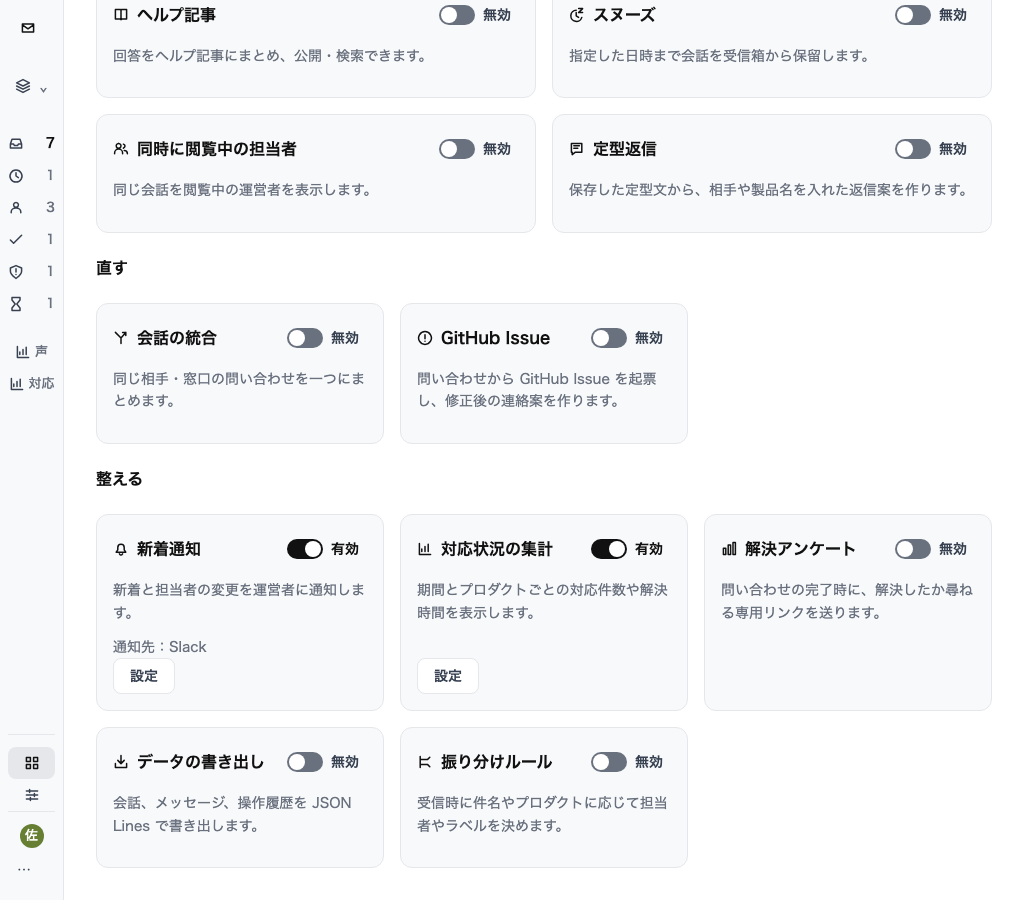 7
1
3
1
1
1
声
対応
佐
…
ヘルプ記事
無効
回答をヘルプ記事にまとめ、公開・検索できます。
スヌーズ
無効
指定した日時まで会話を受信箱から保留します。
同時に閲覧中の担当者
無効
同じ会話を閲覧中の運営者を表示します。
定型返信
無効
保存した定型文から、相手や製品名を入れた返信案を作ります。
直す
会話の統合
無効
同じ相手・窓口の問い合わせを一つにま
とめます。
GitHub Issue
無効
問い合わせから GitHub Issue を起票
し、修正後の連絡案を作ります。
整える
新着通知
有効
新着と担当者の変更を運営者に通知しま
す。
通知先：Slack
設定
対応状況の集計
有効
期間とプロダクトごとの対応件数や解決
時間を表示します。
設定
解決アンケート
無効
問い合わせの完了時に、解決したか尋ね
る専用リンクを送ります。
データの書き出し
無効
会話、メッセージ、操作履歴を JSON
Lines で書き出します。
振り分けルール
無効
受信時に件名やプロダクトに応じて担当
者やラベルを決めます。